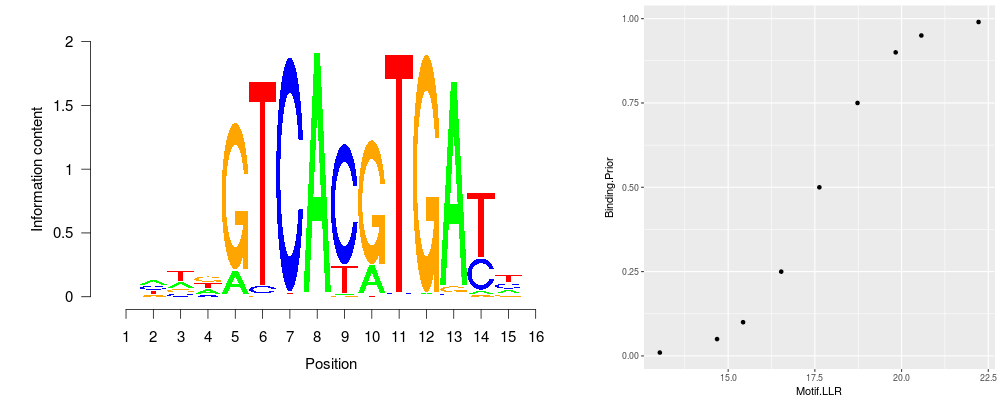 Information content
2
1.5
1
0.5
0
GTCACGTGAT
ATAC
1 2 3 4 5 6 7 8 9 10 11 12 13 14 15 16
Position
Binding.Prior
1.00
0.75
0.50
0.25
0.00
15.0 17.5 20.0 22.5
Motif.LLR